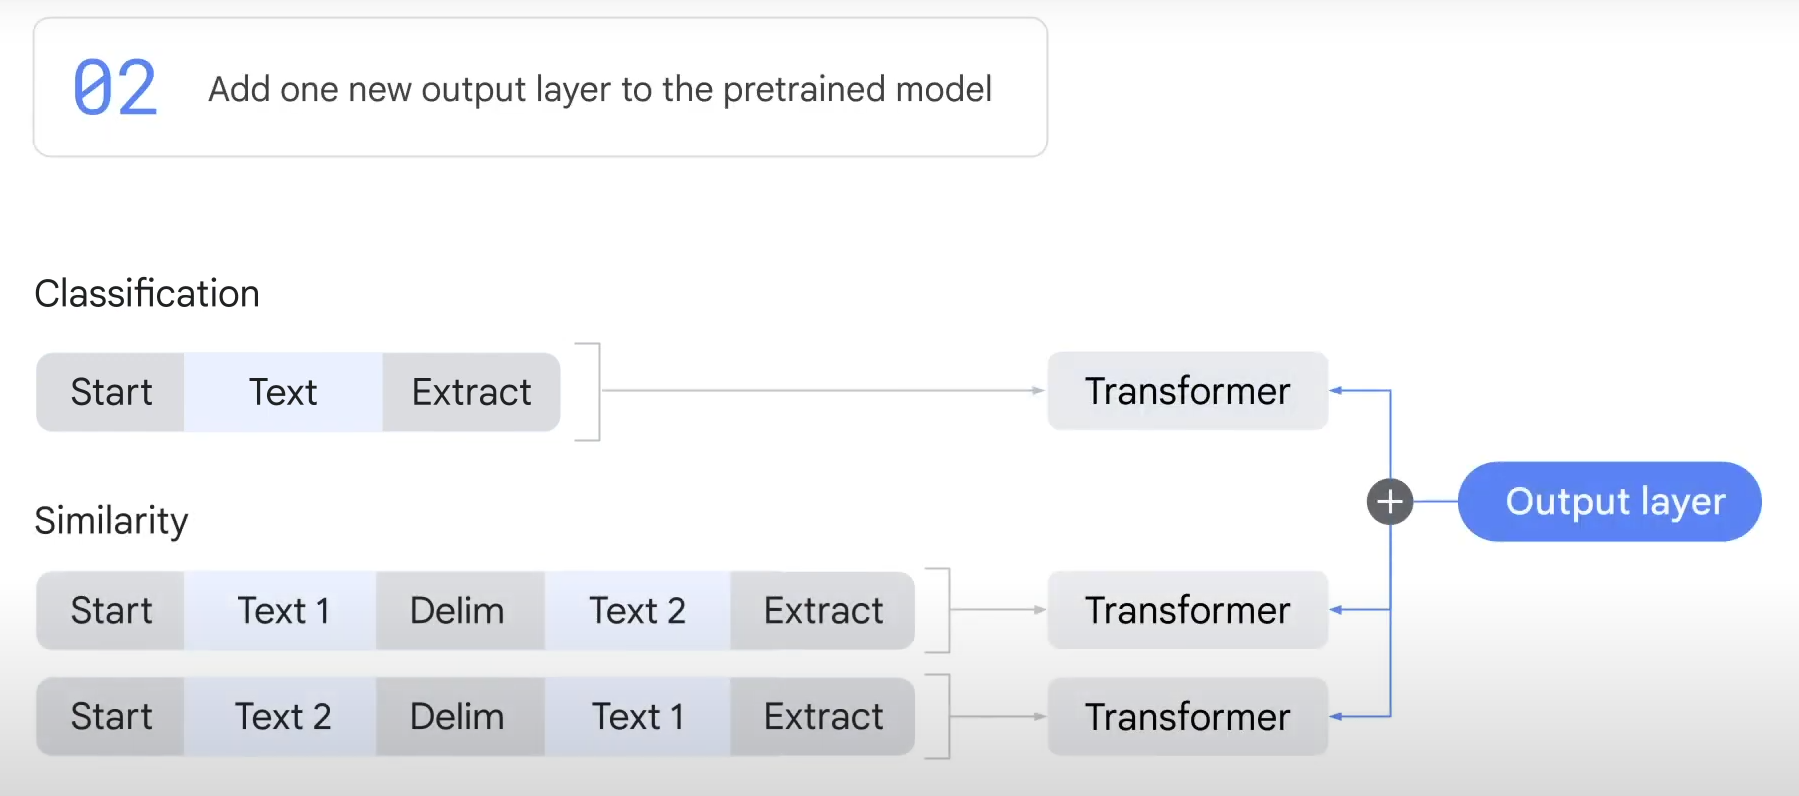 02 Add one new output layer to the pretrained model
Classification
Start Text Extract Transformer
Output layer
Similarity
Start Text 1 Delim Text 2 Extract Transformer
Start Text 2 Delim Text 1 Extract Transformer